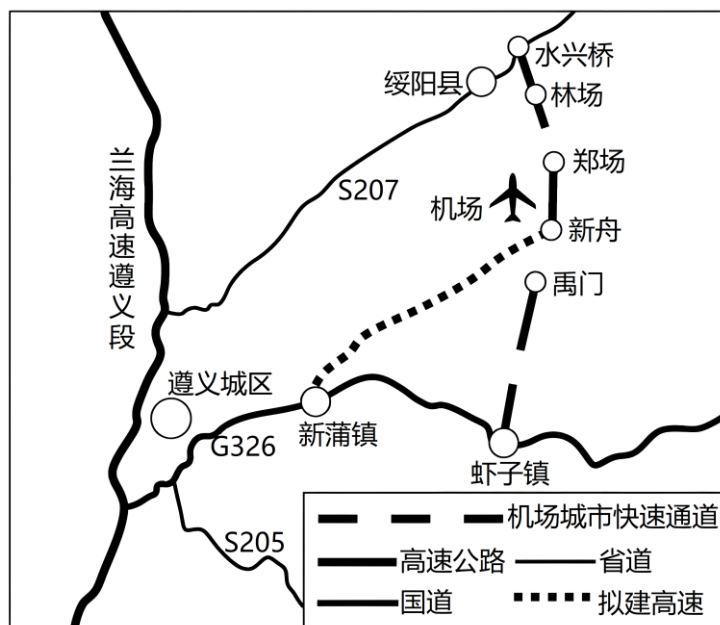 水兴桥
绥阳县
林场
兰海高速遵义段
郑场
S207
机场
新舟
禹门
遵义城区
新蒲镇
G326
虾子镇
S205
机场城市快速通道
高速公路
省道
国道
拟建高速